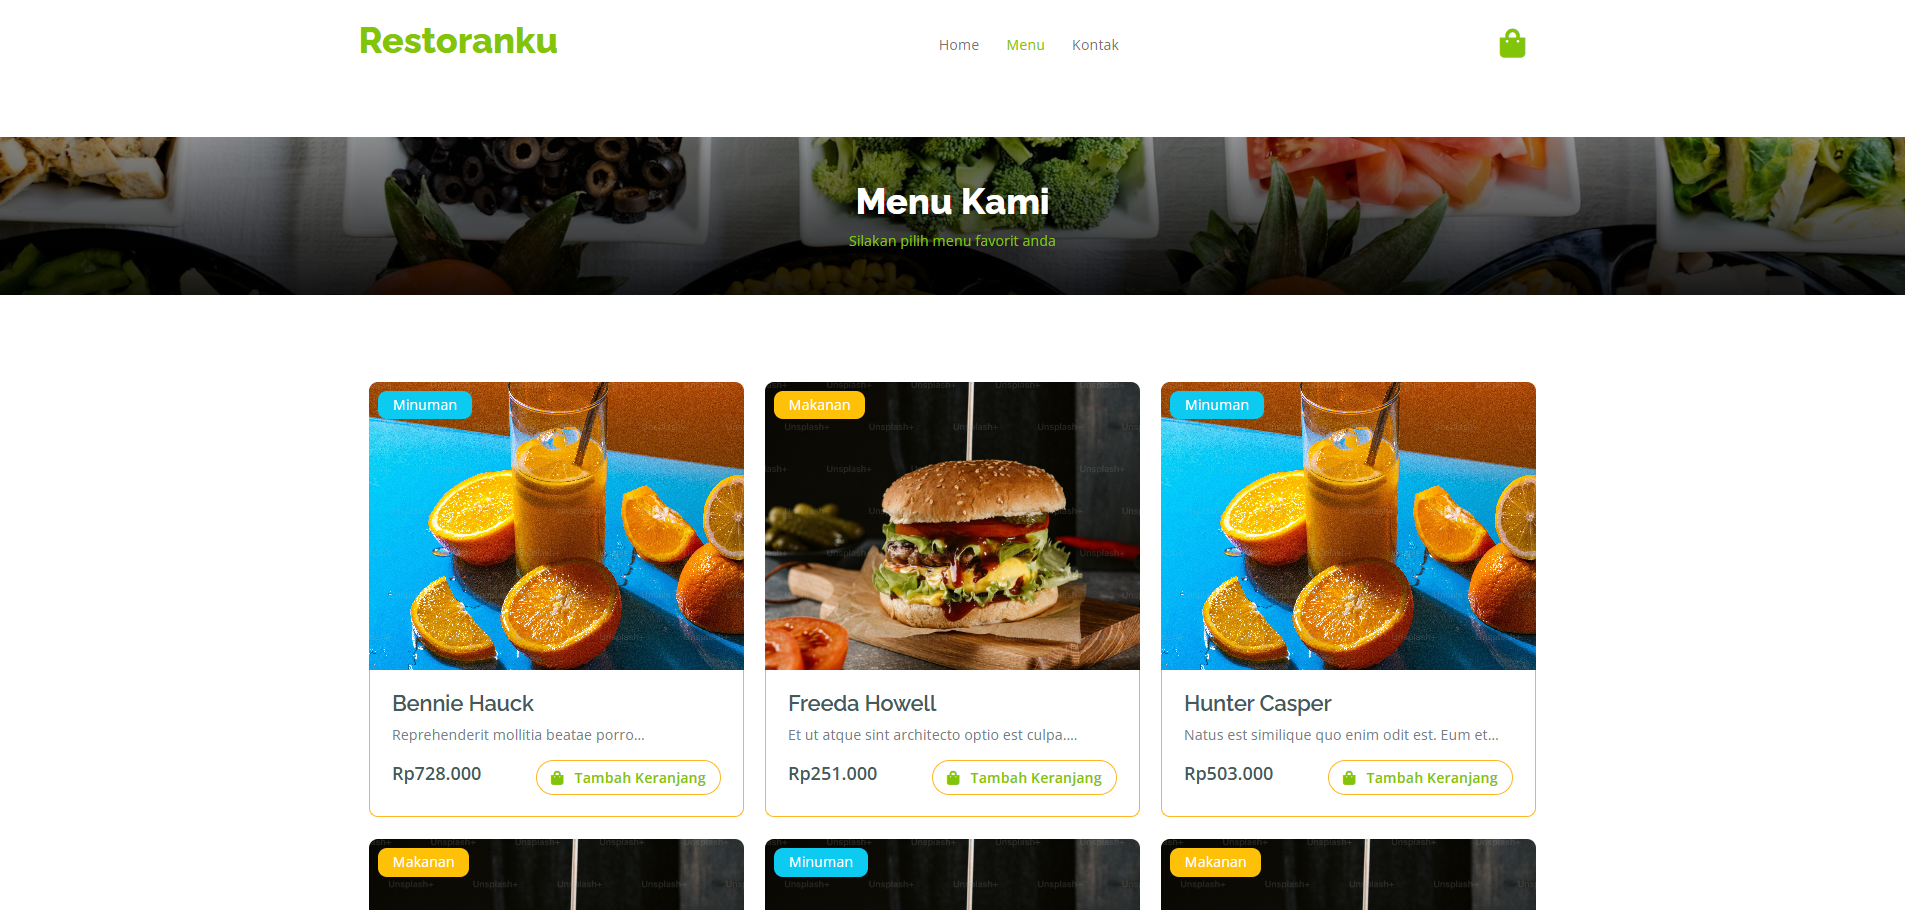 Restoranku
Home Menu Kontak
Menu Kami
Silakan pilih menu favorit anda
Minuman
Bennie Hauck
Reprehenderit mollitia beatae porro...
Rp728.000 Tambah Keranjang
Makanan
Freeda Howell
Et ut atque sint architecto optio est culpa....
Rp251.000 Tambah Keranjang
Minuman
Hunter Casper
Natus est similique quo enim odit est. Eum et...
Rp503.000 Tambah Keranjang
Makanan
Minuman
Makanan
Unsplash+